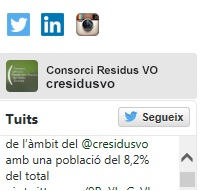 Consorci Residus VO
cresidusvo
Tuits
Segueix
de l'àmbit del @cresidusvo
amb una població del 8,2%
del total